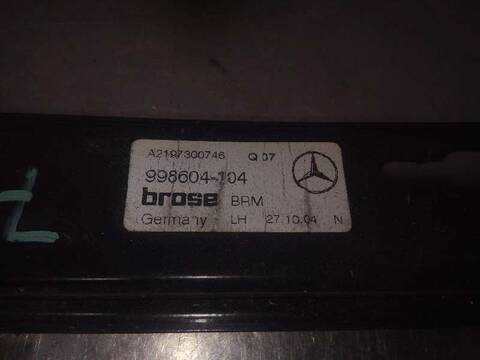 A2197300746 Q 07
998604-104
brose BRM
Germany LH 27.10.04 N